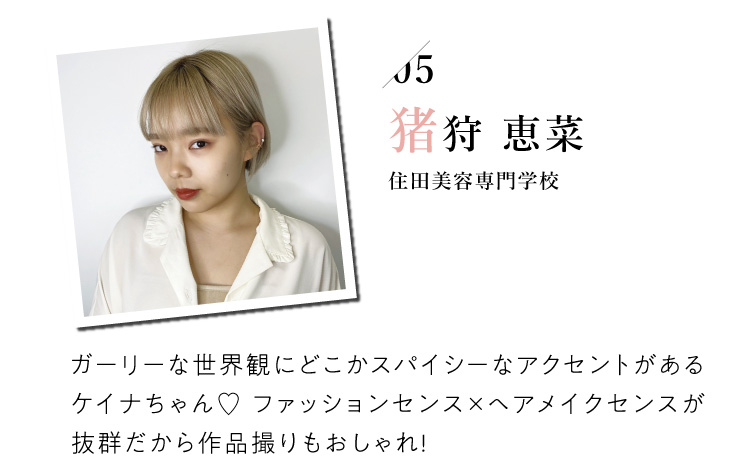 05
猪狩 恵菜
住田美容専門学校
ガーリーな世界観にどこかスパイシーなアクセントがある
ケイナちゃん♡ ファッションセンス×ヘアメイクセンスが
抜群だから作品撮りもおしゃれ!